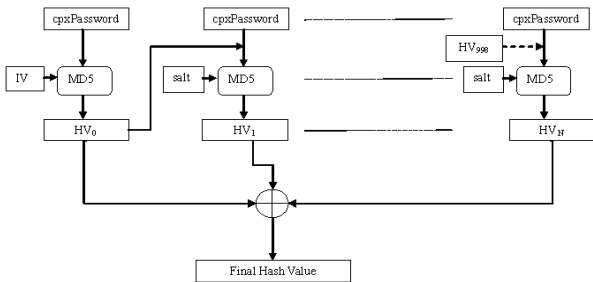 cpxPassword cpxPassword cpxPassword
HV998
IV MD5 salt MD5 salt MD5
HV0 HV1 HVN
Final Hash Value